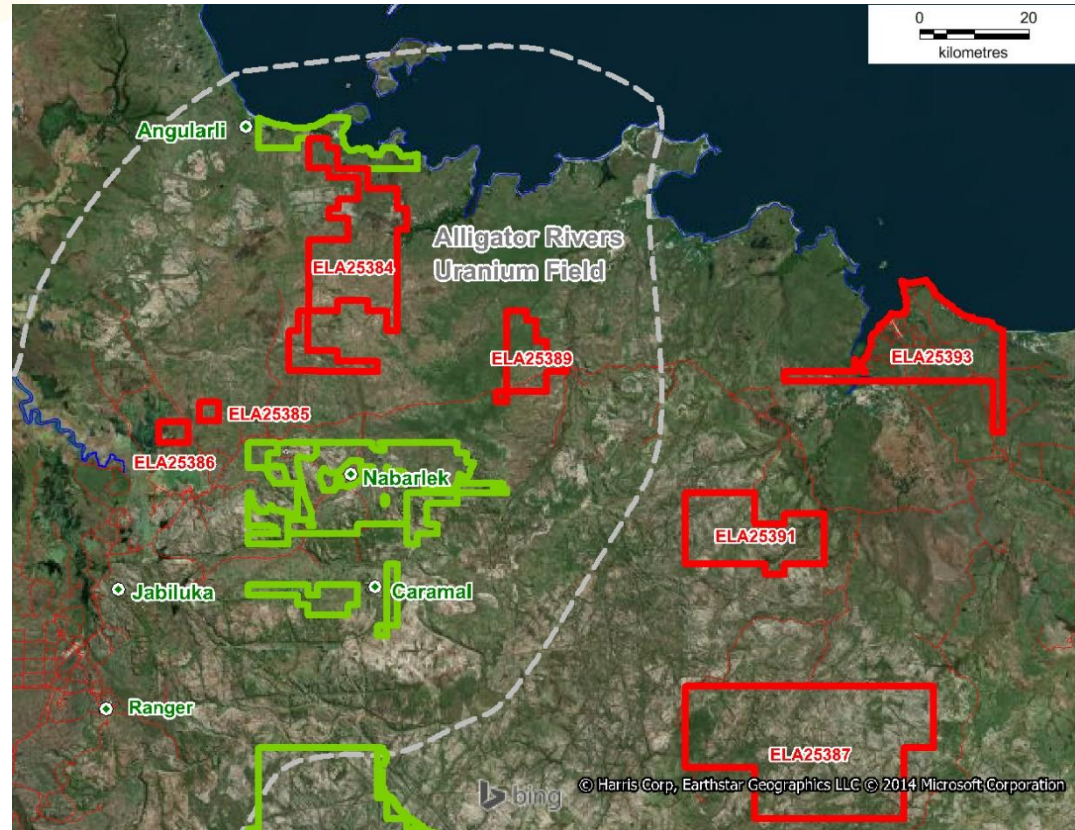 0 20
kilometres
Angularli
Alligator Rivers
Uranium Field
ELA25384
ELA25389
ELA25393
ELA25385
ELA25386
Nabarlek
ELA25391
Jabiluka
Caramal
Ranger
ELA25387
bing
© Harris Corp, Earthstar Geographics LLC © 2014 Microsoft Corporation